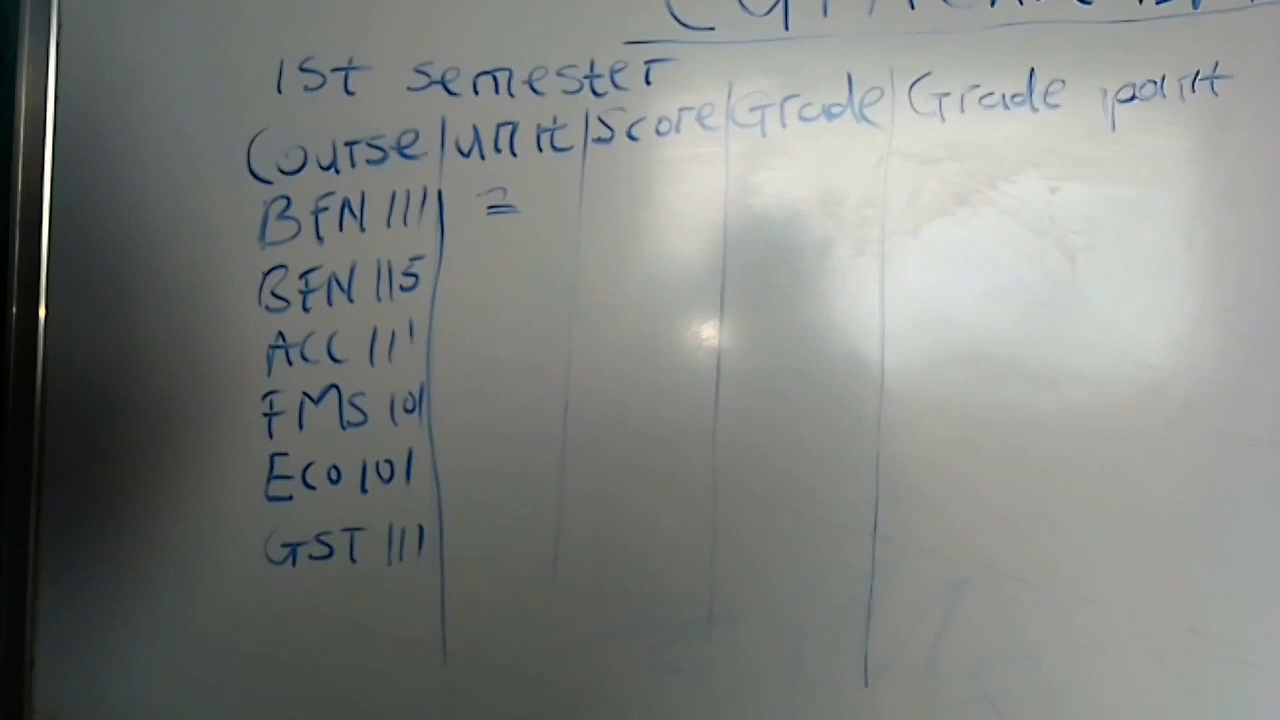 1st semester
Course | unit | Score | Grade | Grade point
BFN 111 =
BFN 115
ACC 111
FMS 101
Eco 101
GST 111